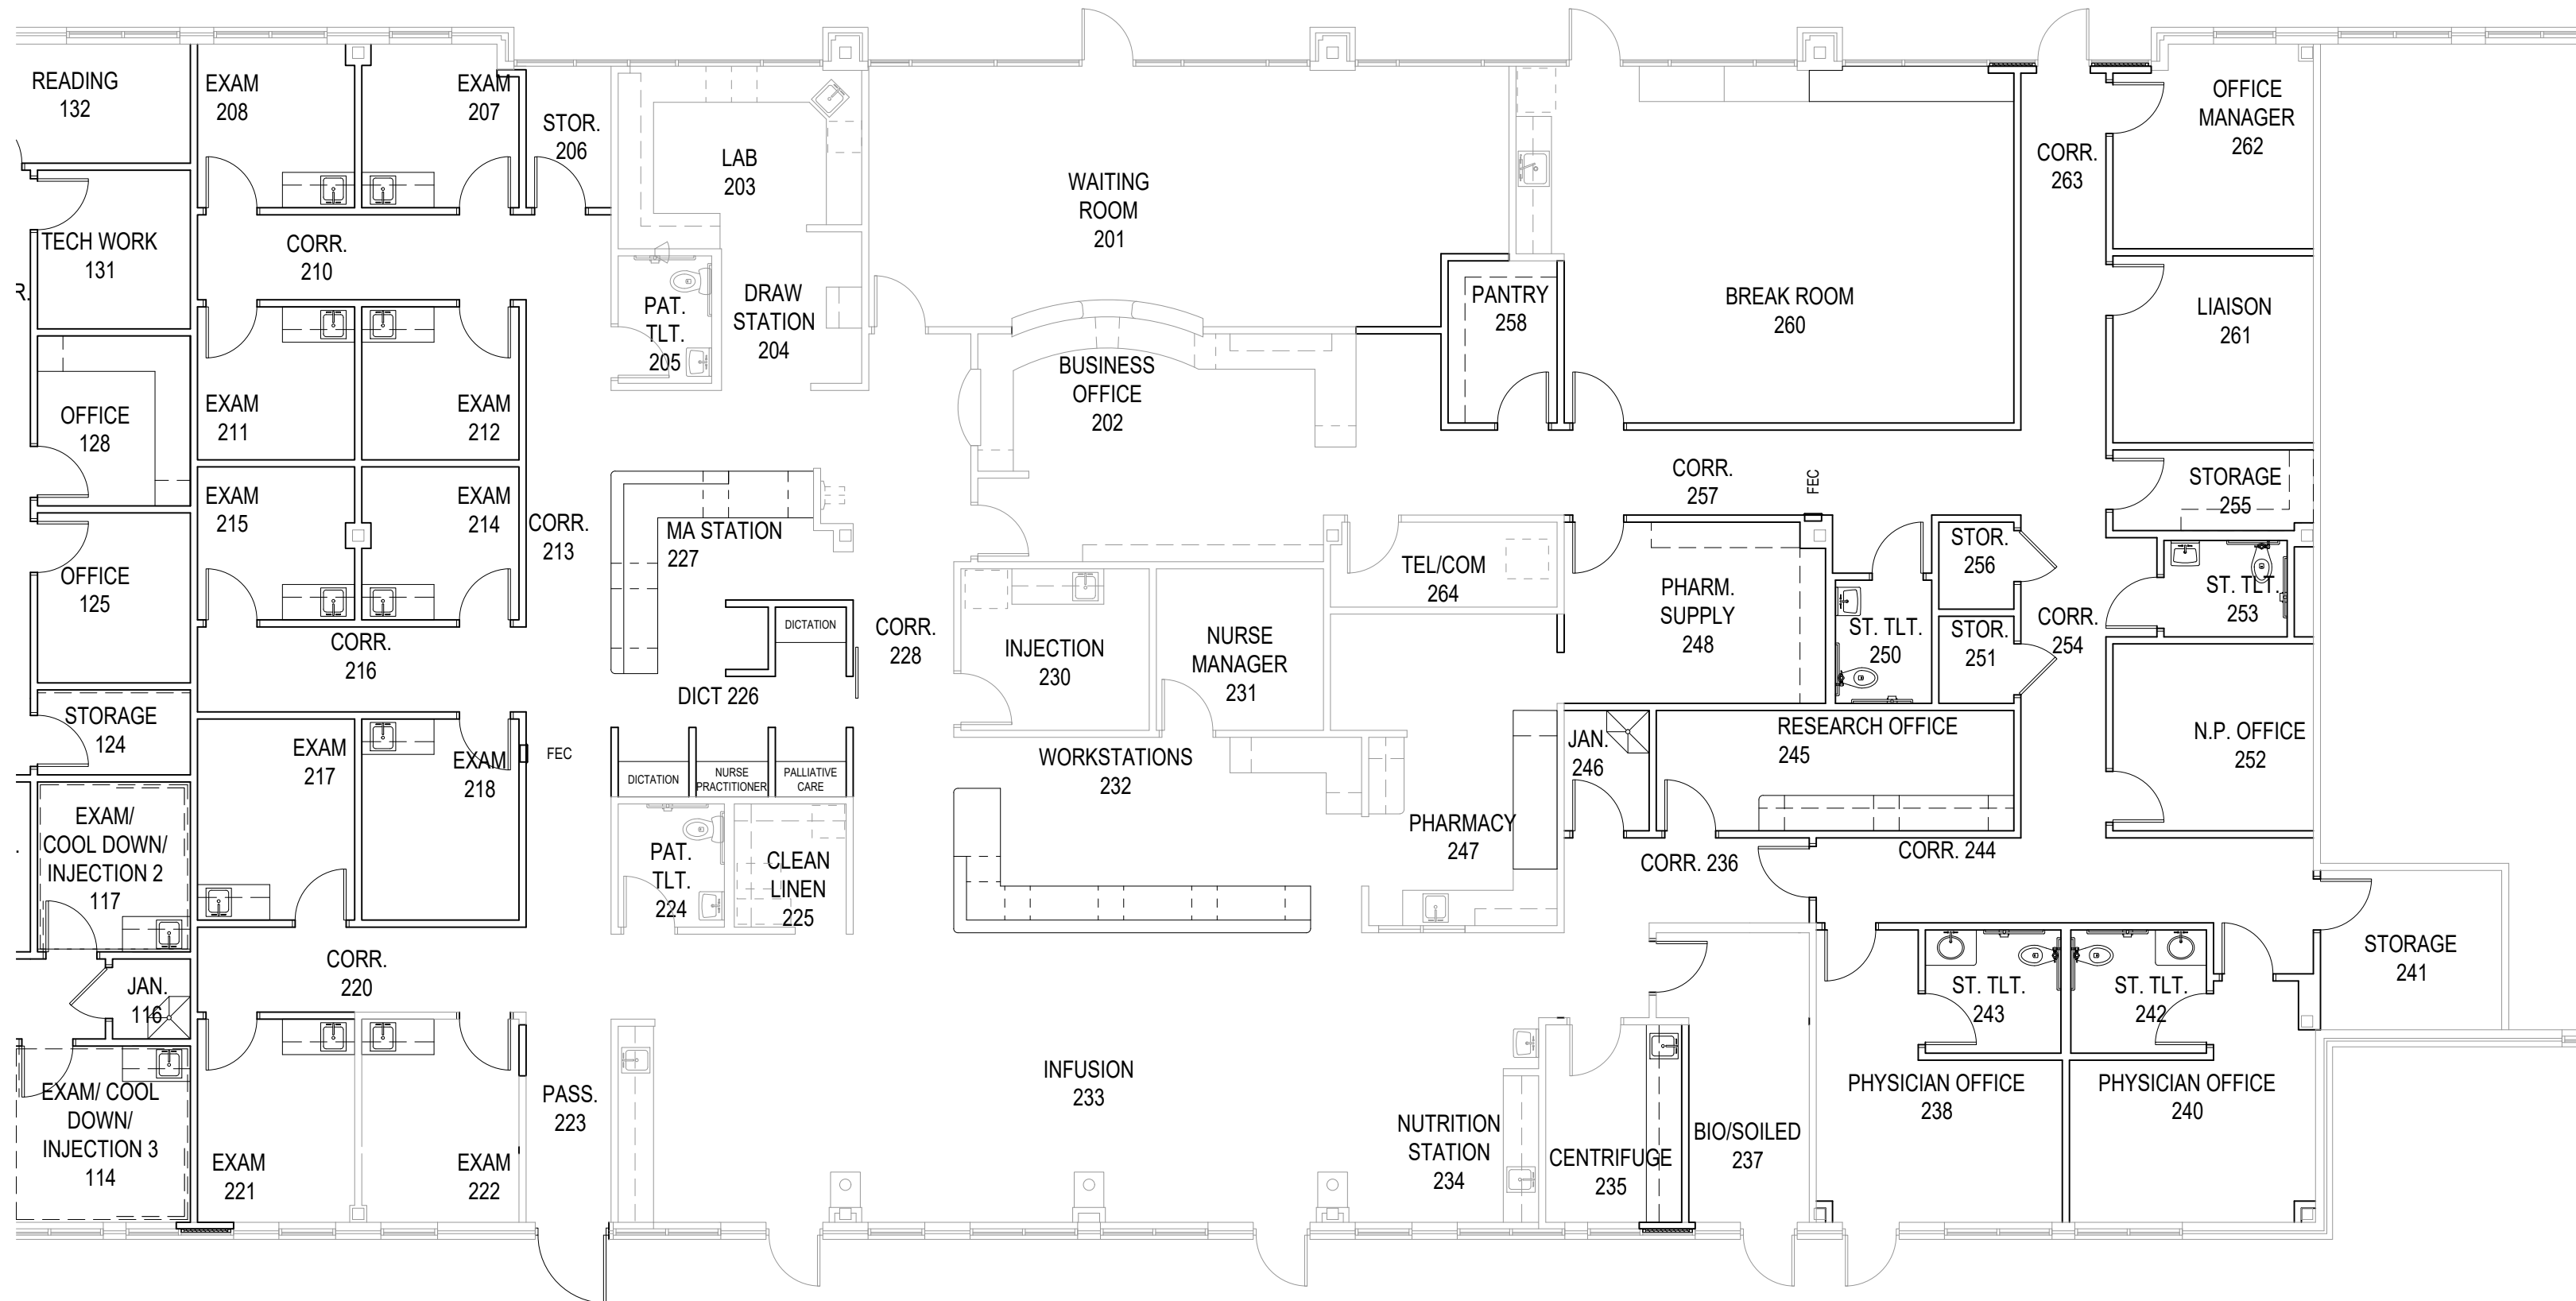 READING
132
EXAM
208
EXAM
207
STOR.
206
LAB
203
WAITING
ROOM
201
CORR.
263
OFFICE
MANAGER
262
TECH WORK
131
CORR.
210
R.
PAT.
TLT.
205
DRAW
STATION
204
PANTRY
258
BREAK ROOM
260
LIAISON
261
OFFICE
128
EXAM
211
EXAM
212
BUSINESS
OFFICE
202
CORR.
257
FEC
STORAGE
255
EXAM
215
EXAM
214
CORR.
213
MA STATION
227
TEL/COM
264
PHARM.
SUPPLY
248
STOR.
256
ST. TLT.
253
OFFICE
125
CORR.
216
DICTATION
CORR.
228
INJECTION
230
NURSE
MANAGER
231
ST. TLT.
250
STOR.
251
CORR.
254
DICT 226
STORAGE
124
EXAM
217
EXAM
218
FEC
DICTATION
NURSE
PRACTITIONER
PALLIATIVE
CARE
WORKSTATIONS
232
JAN.
246
RESEARCH OFFICE
245
N.P. OFFICE
252
EXAM/
COOL DOWN/
INJECTION 2
117
PAT.
TLT.
224
CLEAN
LINEN
225
PHARMACY
247
CORR. 236
CORR. 244
JAN.
116
CORR.
220
ST. TLT.
243
ST. TLT.
242
STORAGE
241
EXAM/ COOL
DOWN/
INJECTION 3
114
EXAM
221
EXAM
222
PASS.
223
INFUSION
233
NUTRITION
STATION
234
CENTRIFUGE
235
BIO/SOILED
237
PHYSICIAN OFFICE
238
PHYSICIAN OFFICE
240